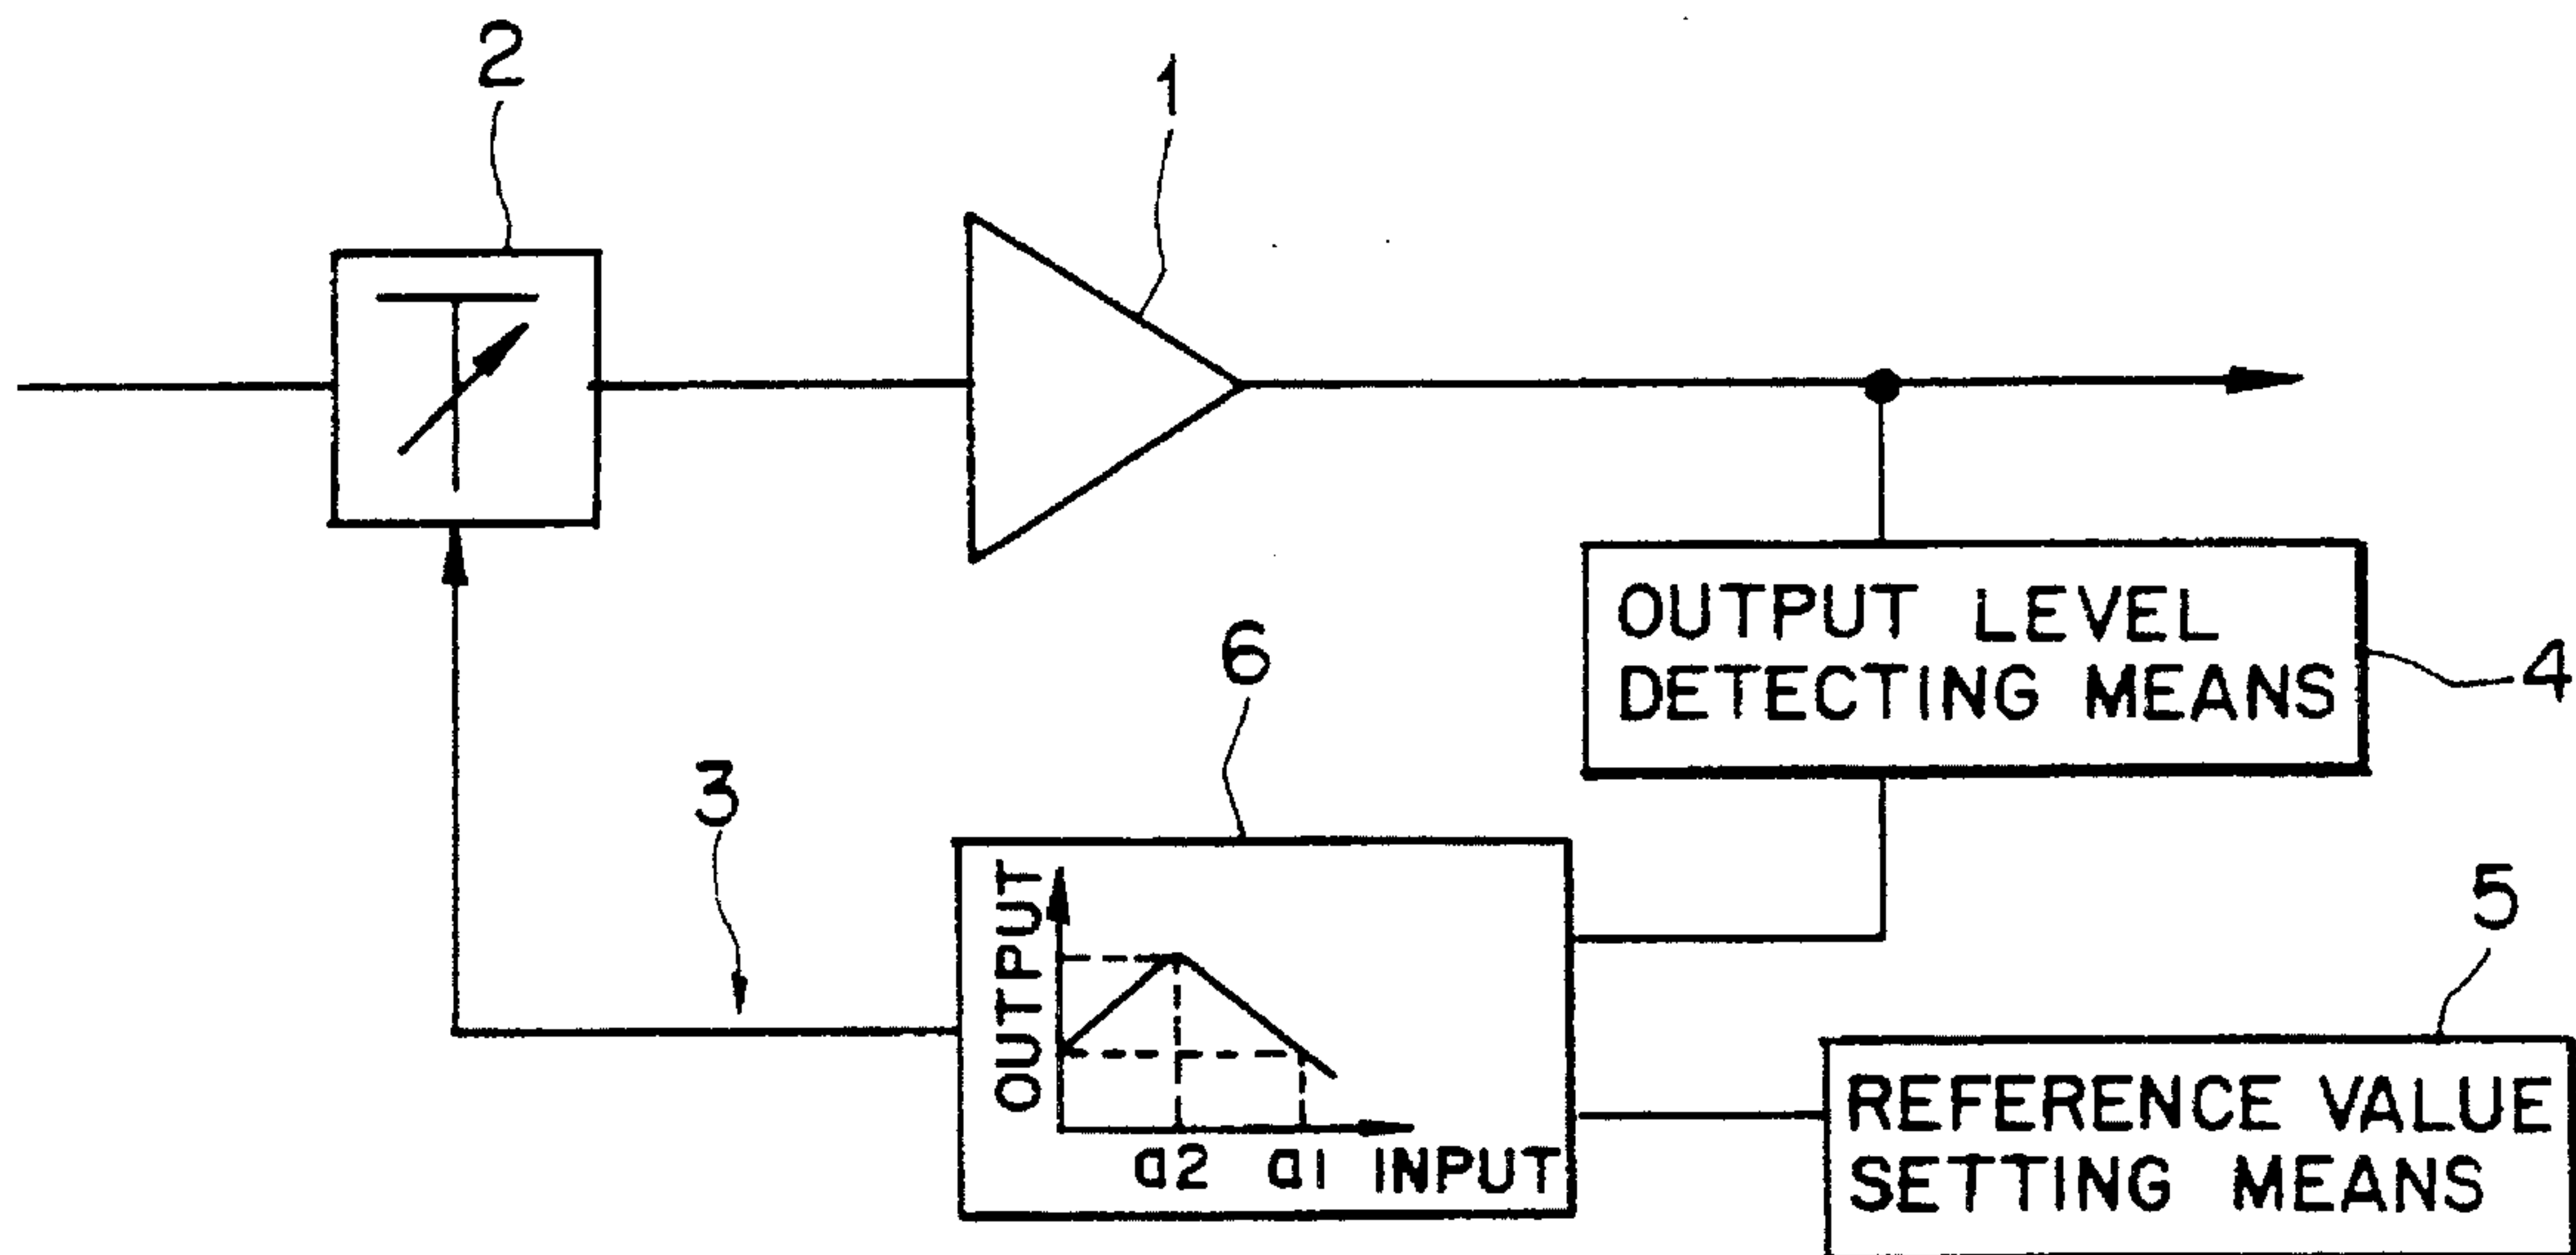 2
1
OUTPUT LEVEL
DETECTING MEANS
4
6
3
OUTPUT
a2 a1 INPUT
5
REFERENCE VALUE
SETTING MEANS